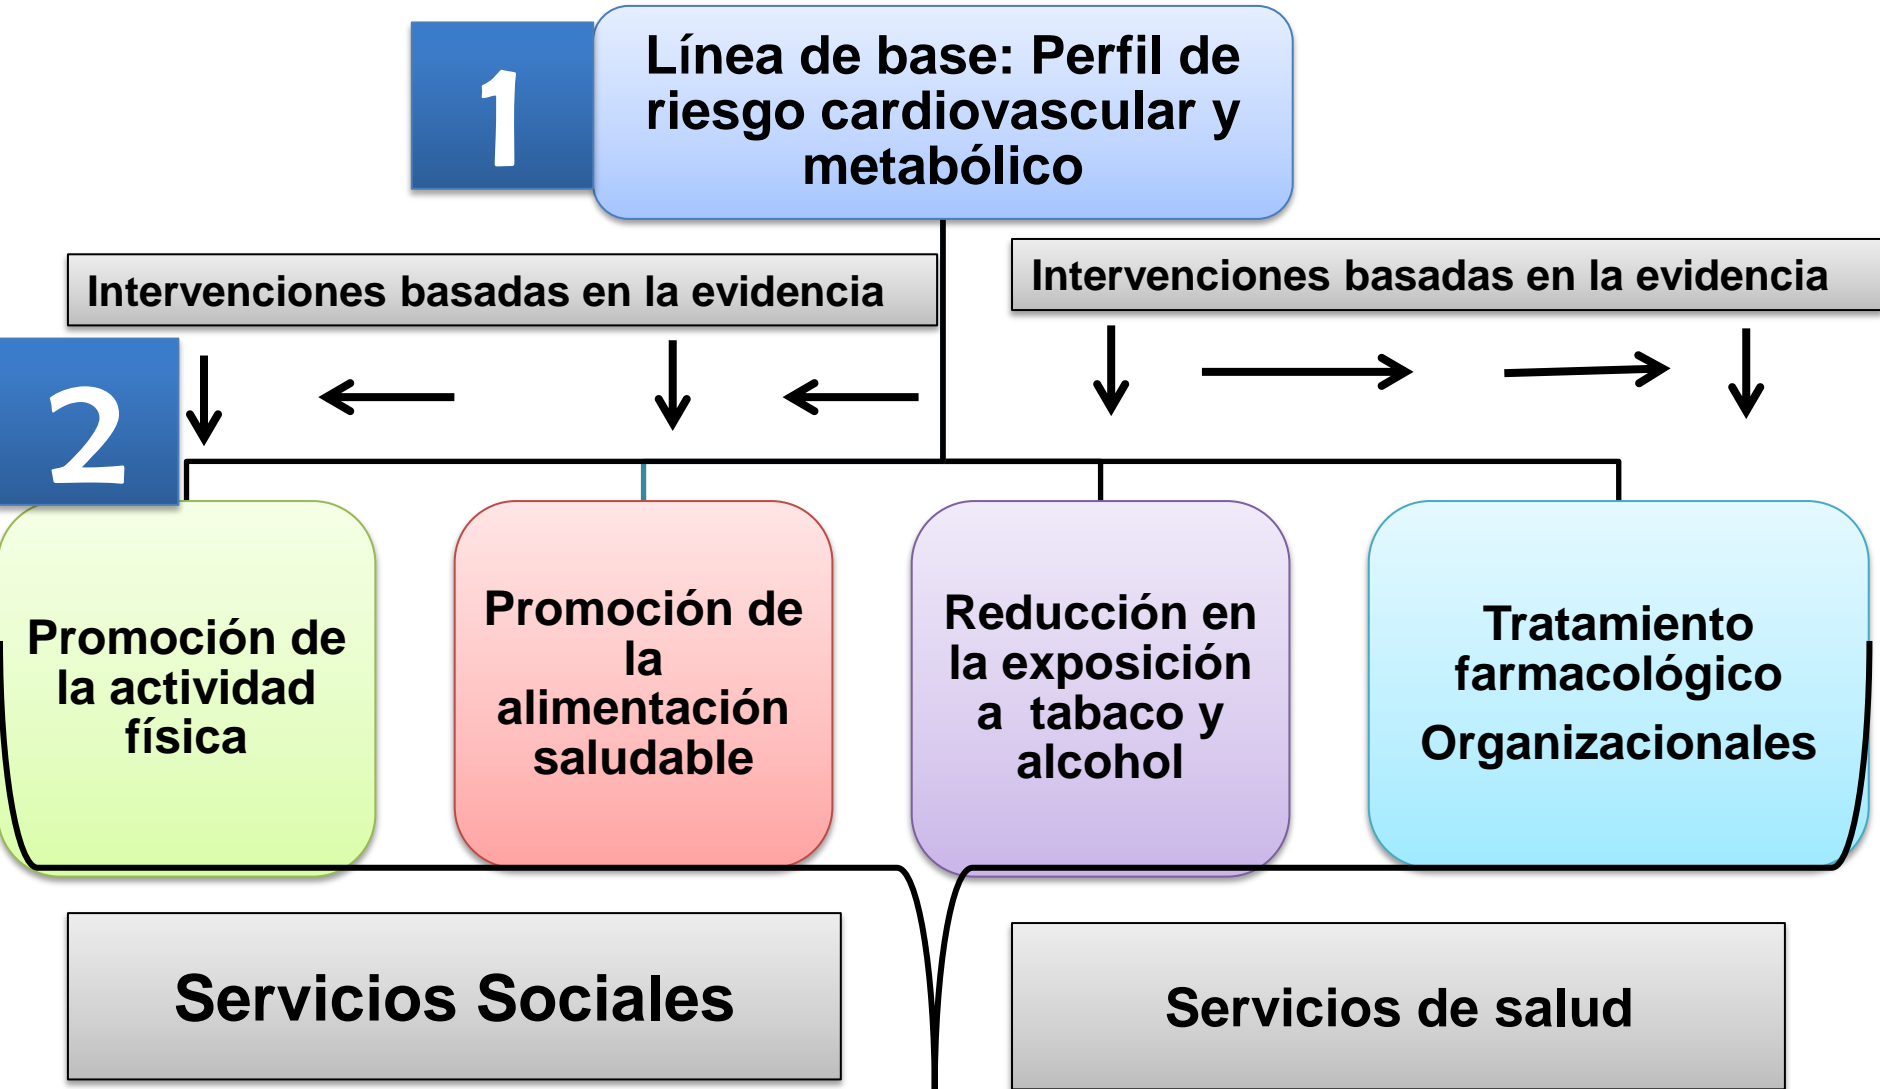 1
Línea de base: Perfil de
riesgo cardiovascular y
metabólico
Intervenciones basadas en la evidencia
Intervenciones basadas en la evidencia
2
Promoción de
la actividad
física
Promoción de
la
alimentación
saludable
Reducción en
la exposición
a tabaco y
alcohol
Tratamiento
farmacológico
Organizacionales
Servicios Sociales
Servicios de salud